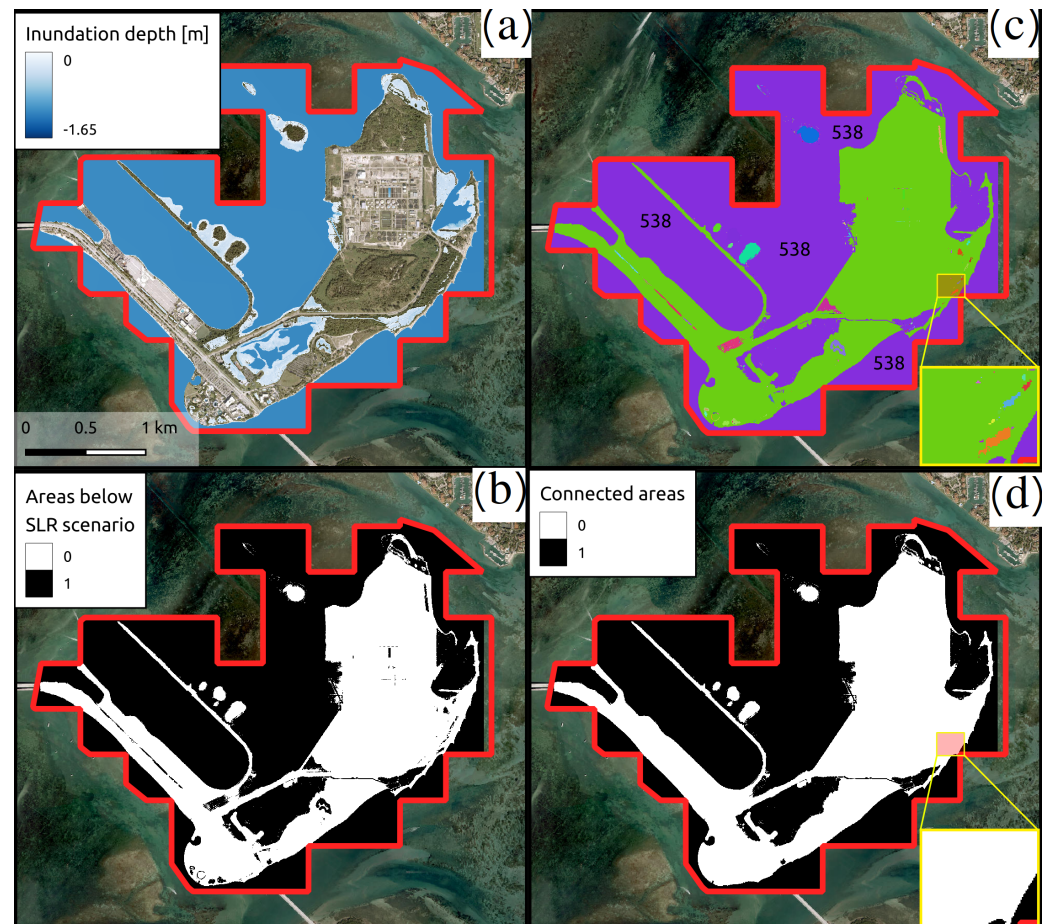 (a)
Inundation depth [m]
0
-1.65
0 0.5 1 km
(c)
538
538
538
538
(b)
Areas below
SLR scenario
0
1
(d)
Connected areas
0
1